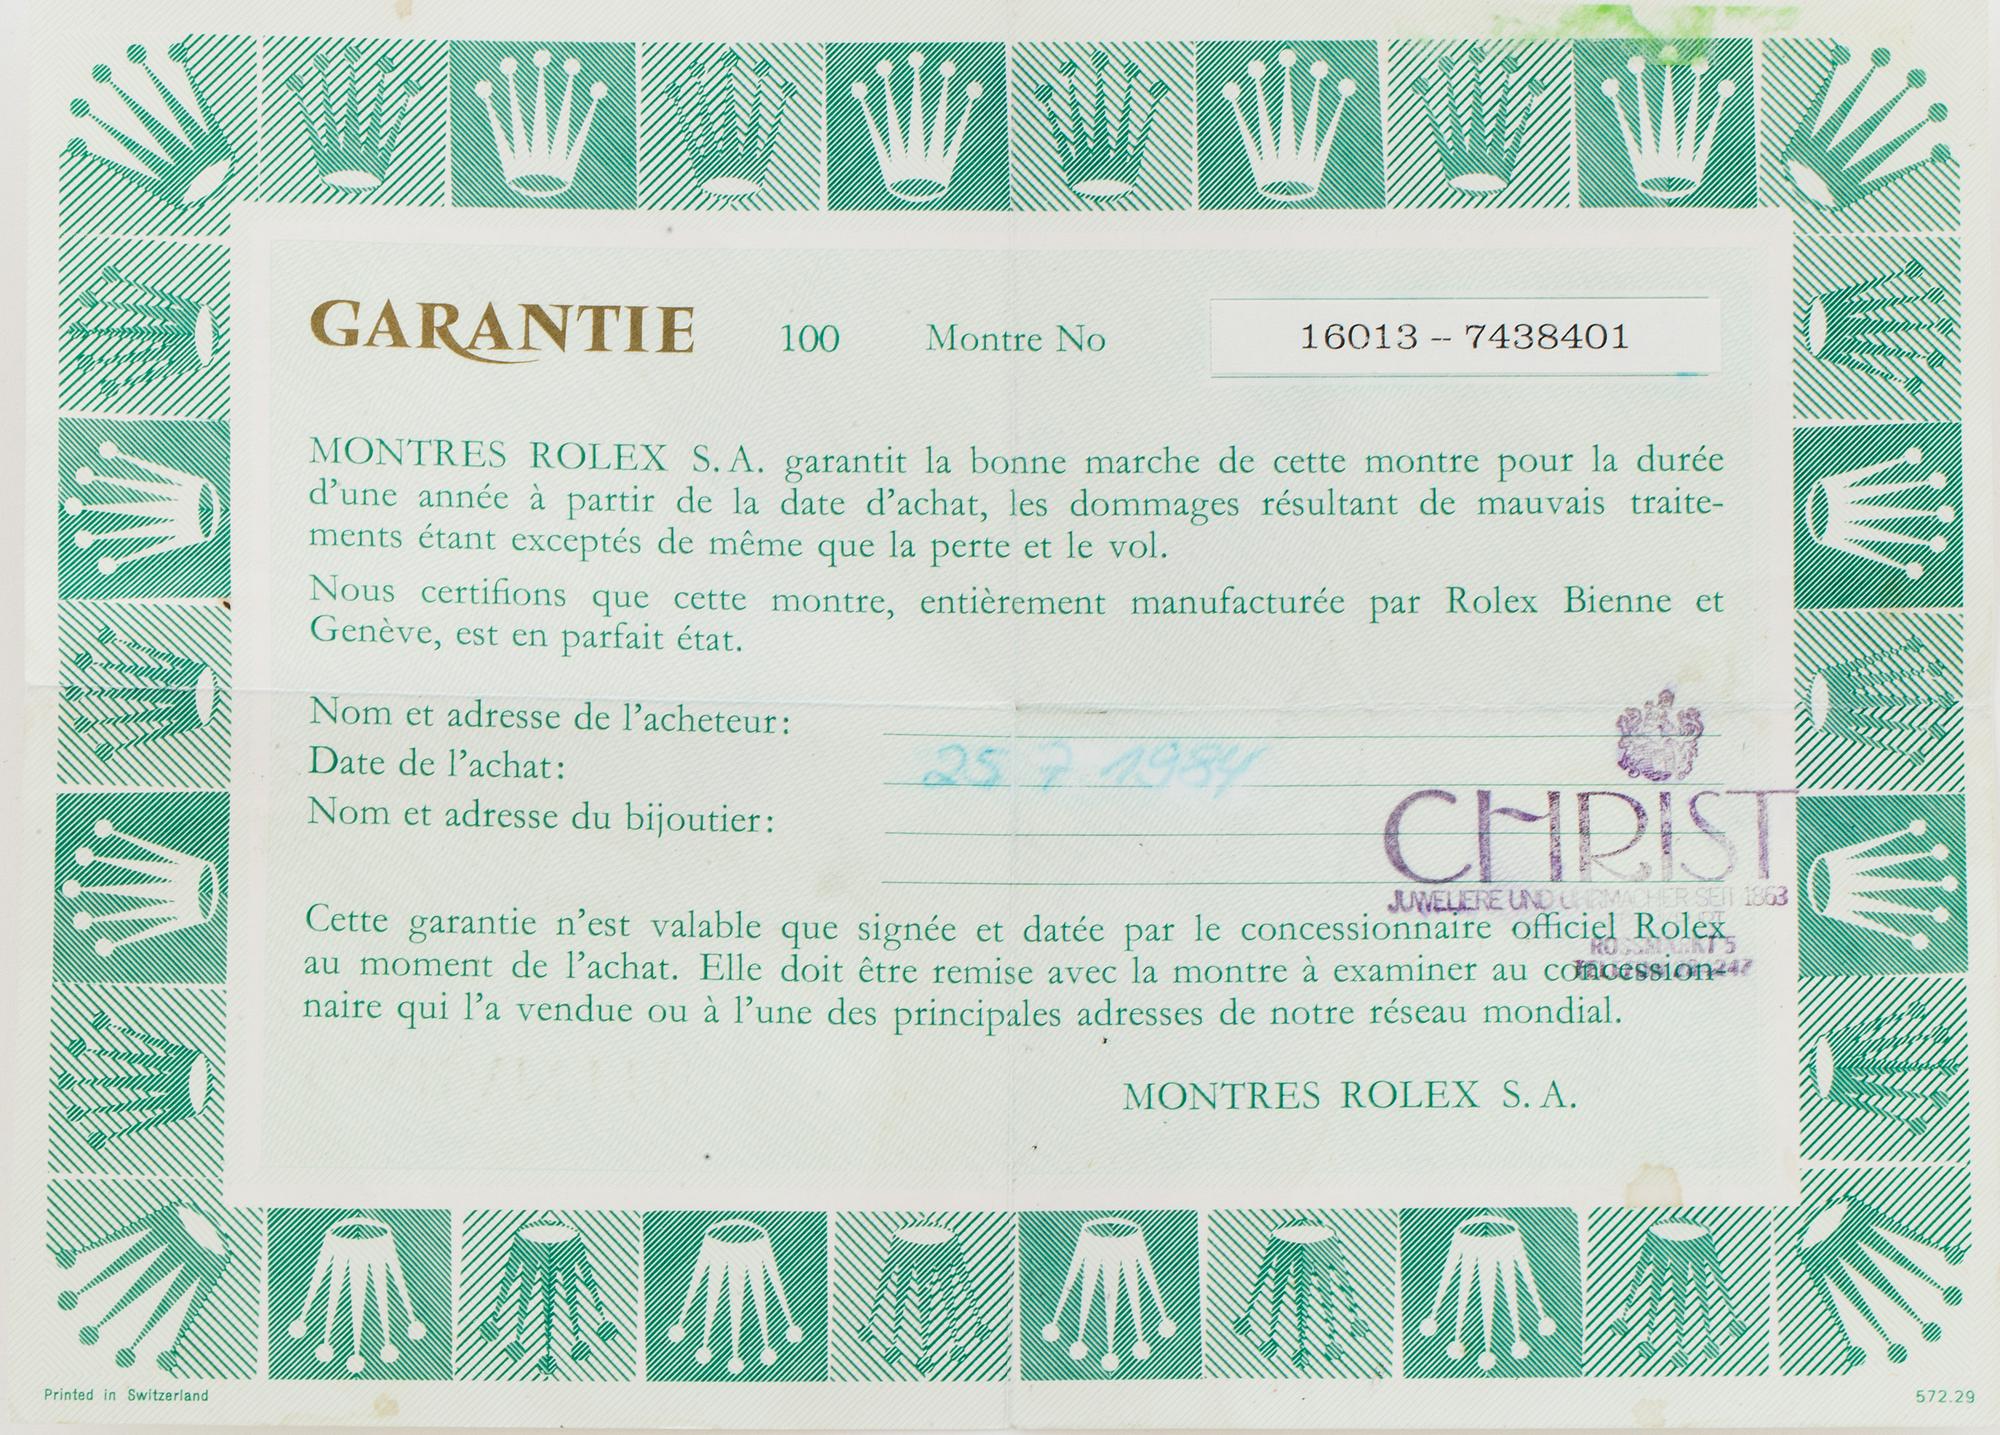 GARANTIE 100 Montre No 16013 -- 7438401
MONTRES ROLEX S. A. garantit la bonne marche de cette montre pour la durée
d'une année à partir de la date d'achat, les dommages résultant de mauvais traite-
ments étant exceptés de même que la perte et le vol.
Nous certifions que cette montre, entièrement manufacturée par Rolex Bienne et
Genève, est en parfait état.
Nom et adresse de l'acheteur:
Date de l'achat: 25 7 1984
Nom et adresse du bijoutier:
CHRIST
JUWELIERE UND UHRMACHER SEIT 1863
ROSSMARKT 5
Cette garantie n'est valable que signée et datée par le concessionnaire officiel Rolex
au moment de l'achat. Elle doit être remise avec la montre à examiner au concession-
naire qui l'a vendue ou à l'une des principales adresses de notre réseau mondial.
MONTRES ROLEX S. A.
Printed in Switzerland
572.29